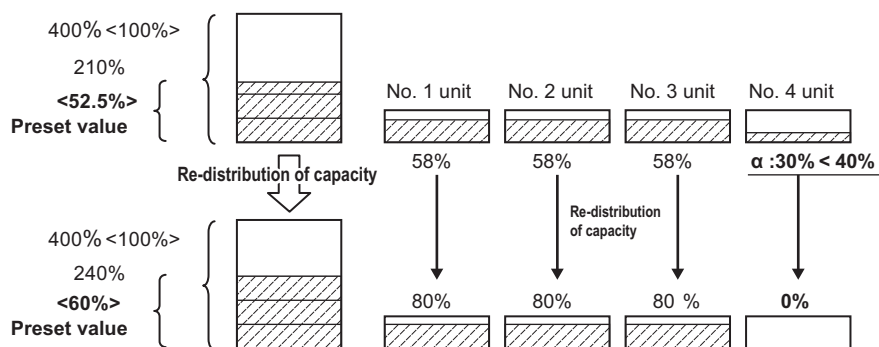 400% <100%>
210%
<52.5%>
Preset value
No. 1 unit
No. 2 unit
No. 3 unit
No. 4 unit
58%
58%
58%
α :30% < 40%
Re-distribution of capacity
Re-distribution
of capacity
400% <100%>
240%
<60%>
Preset value
80%
80%
80 %
0%